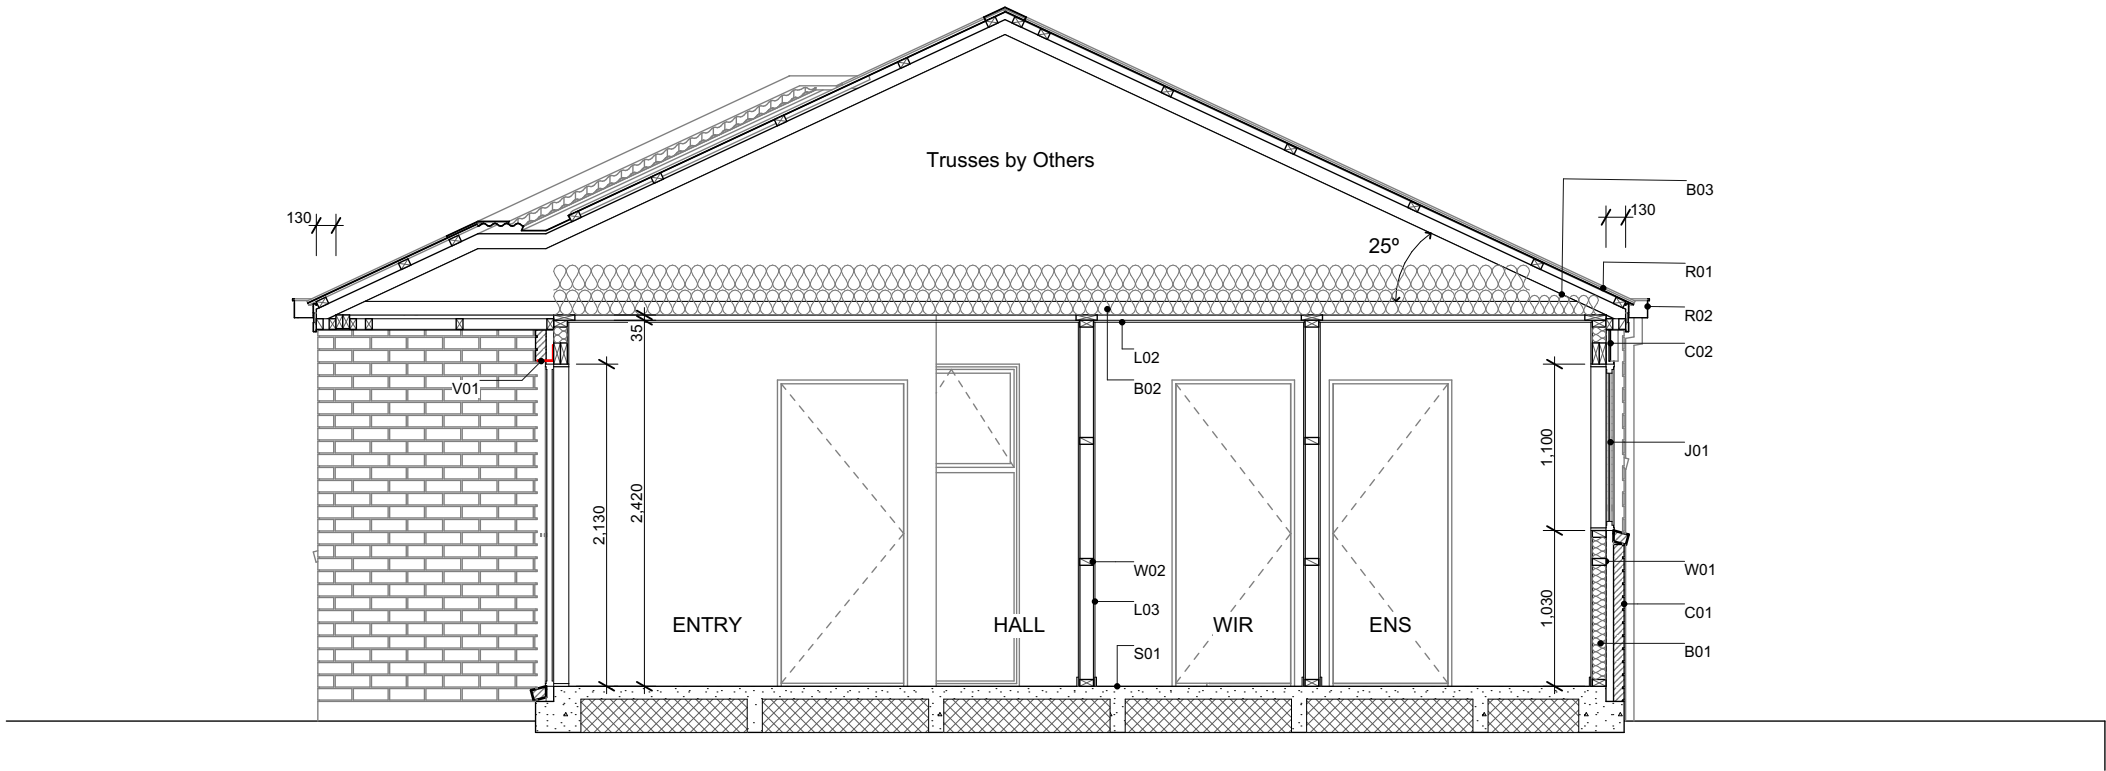 Trusses by Others
B03
130
130
25°
R01
R02
35
L02
C02
V01
B02
1,100
J01
2,130
2,420
W02
W01
1,030
L03
C01
ENTRY
HALL
WIR
ENS
S01
B01